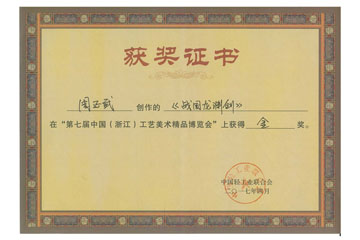 获奖证书
周正武 创作的《战国龙渊剑》
在“第七届中国（浙江）工艺美术精品博览会”上获得 金 奖。
中国轻工业联合会
二〇一七年四月